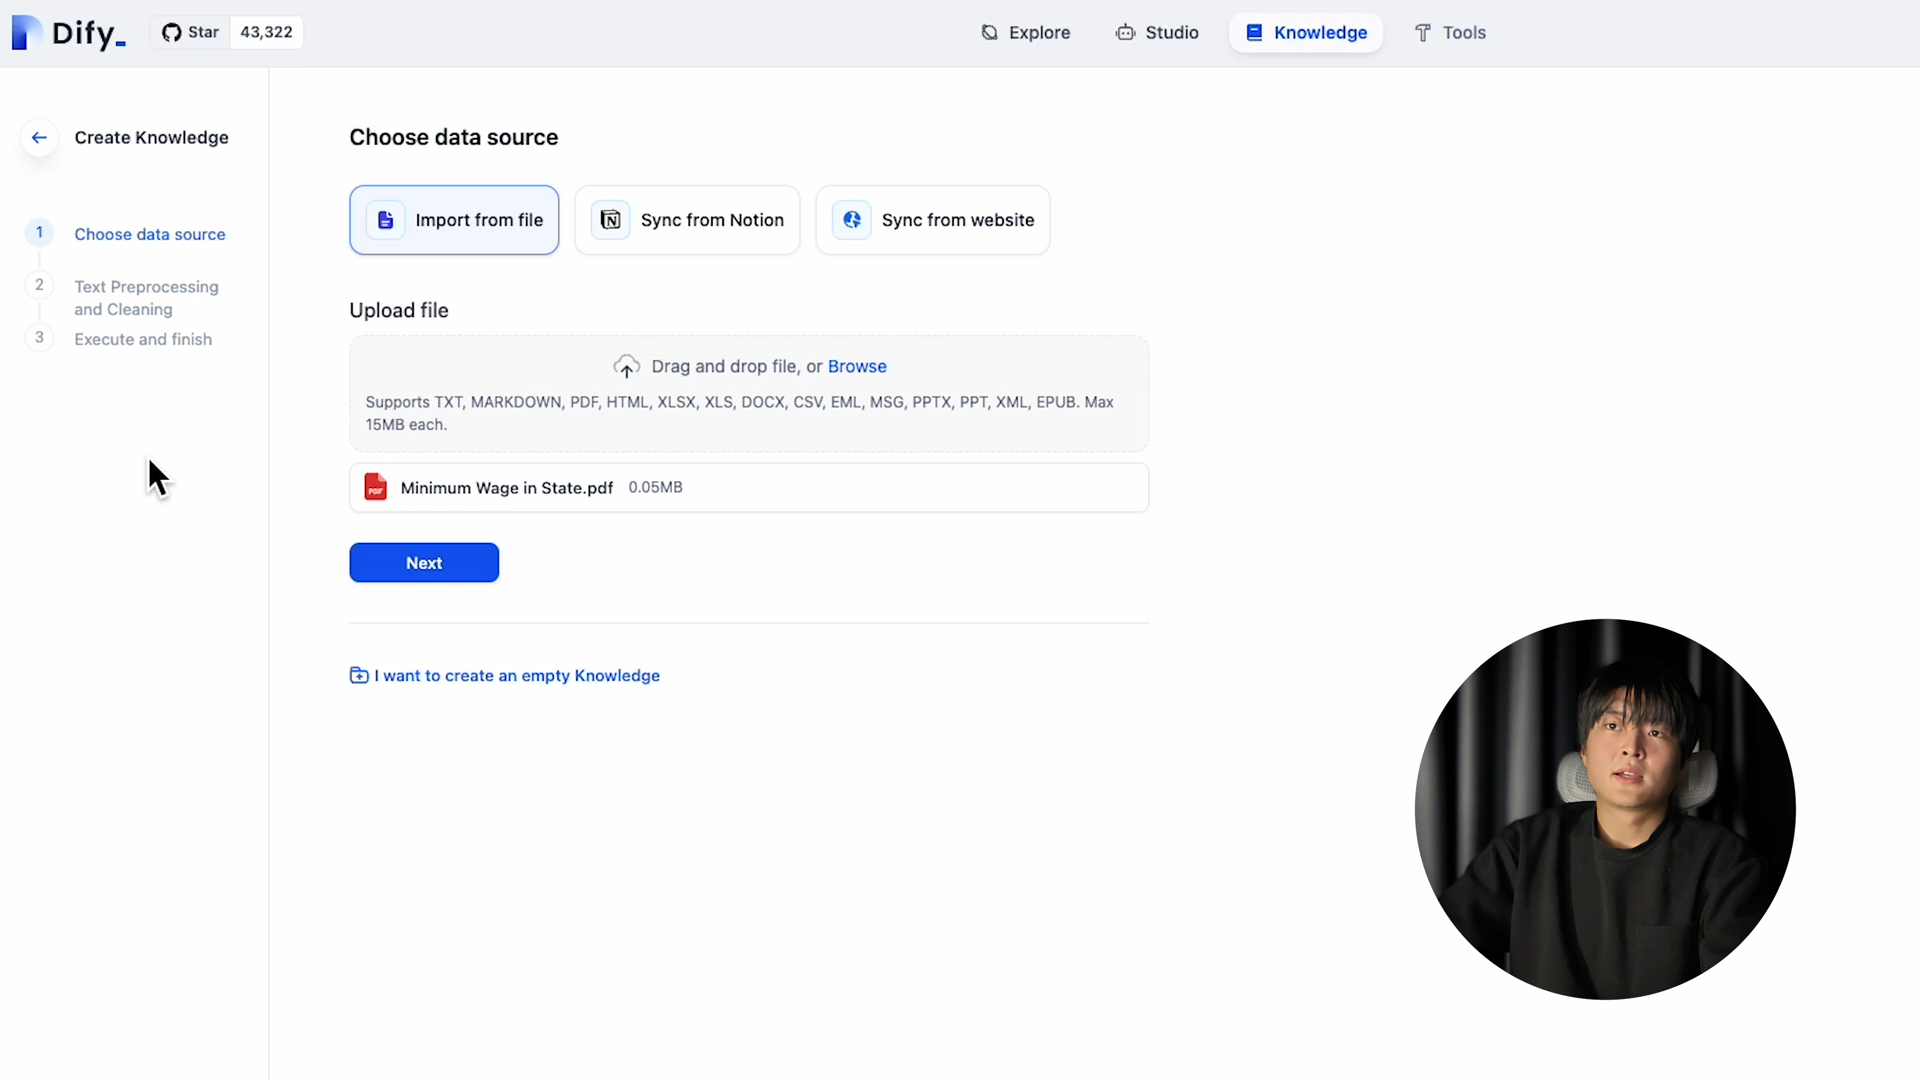 Dify_
Star 43,322
Explore
Studio
Knowledge
Tools
Create Knowledge
1 Choose data source
2 Text Preprocessing
and Cleaning
3 Execute and finish
Choose data source
Import from file
Sync from Notion
Sync from website
Upload file
Drag and drop file, or Browse
Supports TXT, MARKDOWN, PDF, HTML, XLSX, XLS, DOCX, CSV, EML, MSG, PPTX, PPT, XML, EPUB. Max
15MB each.
PDF Minimum Wage in State.pdf 0.05MB
Next
I want to create an empty Knowledge